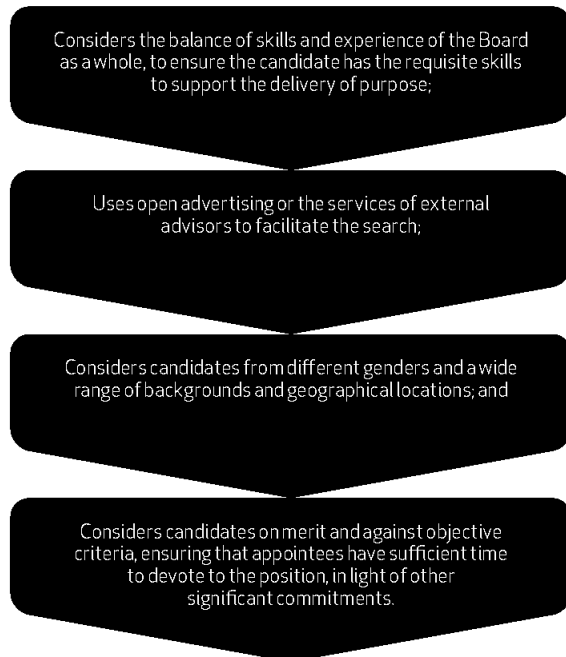 Considers the balance of skills and experience of the Board
as a whole, to ensure the candidate has the requisite skills
to support the delivery of purpose;
Uses open advertising or the services of external
advisors to facilitate the search;
Considers candidates from different genders and a wide
range of backgrounds and geographical locations; and
Considers candidates on merit and against objective
criteria, ensuring that appointees have sufficient time
to devote to the position, in light of other
significant commitments.